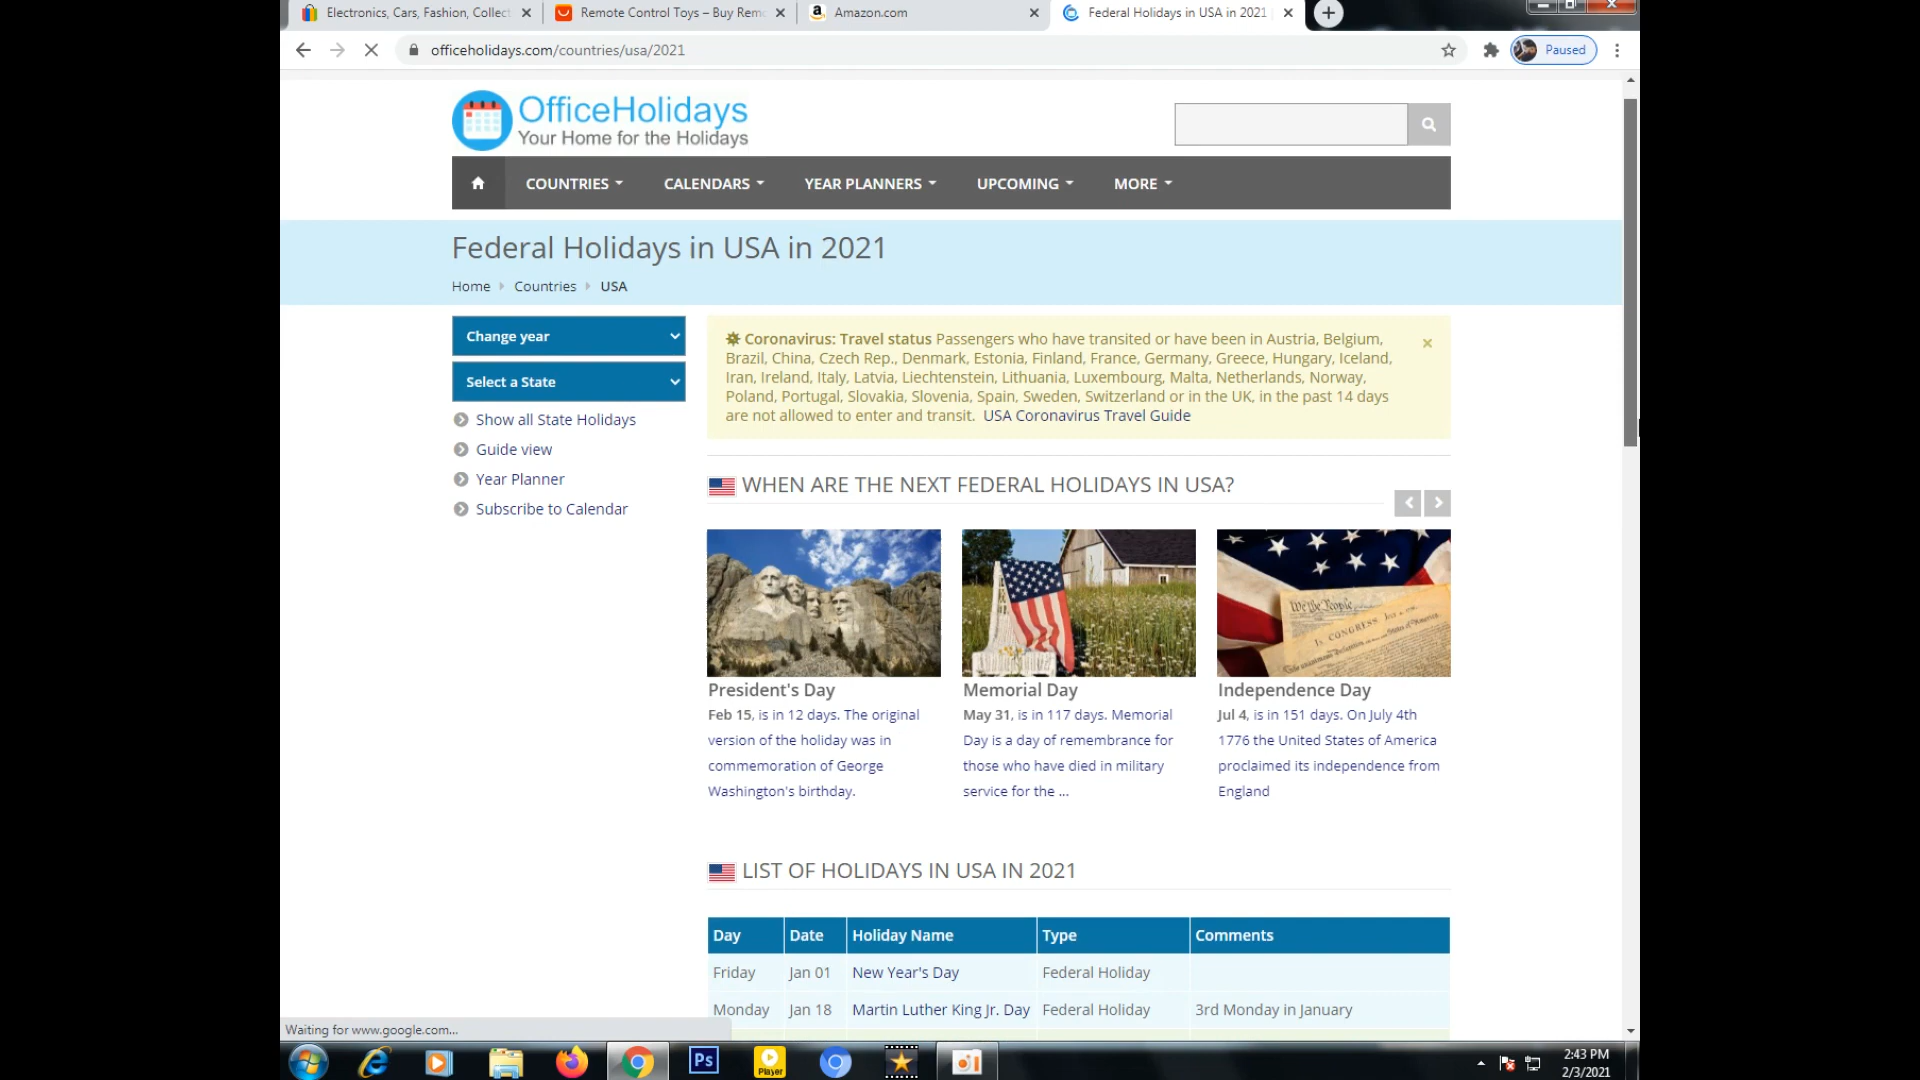 Electronics, Cars, Fashion, Collect
Remote Control Toys – Buy Rem
Amazon.com
Federal Holidays in USA in 2021
officeholidays.com/countries/usa/2021
Paused
OfficeHolidays
Your Home for the Holidays
COUNTRIES
CALENDARS
YEAR PLANNERS
UPCOMING
MORE
Federal Holidays in USA in 2021
Home
Countries
USA
Change year
Select a State
Show all State Holidays
Guide view
Year Planner
Subscribe to Calendar
Coronavirus: Travel status Passengers who have transited or have been in Austria, Belgium,
Brazil, China, Czech Rep., Denmark, Estonia, Finland, France, Germany, Greece, Hungary, Iceland,
Iran, Ireland, Italy, Latvia, Liechtenstein, Lithuania, Luxembourg, Malta, Netherlands, Norway,
Poland, Portugal, Slovakia, Slovenia, Spain, Sweden, Switzerland or in the UK, in the past 14 days
are not allowed to enter and transit. USA Coronavirus Travel Guide
WHEN ARE THE NEXT FEDERAL HOLIDAYS IN USA?
We the People
IN CONGRESS, JULY 4, 1776
President's Day
Feb 15, is in 12 days. The original
version of the holiday was in
commemoration of George
Washington's birthday.
Memorial Day
May 31, is in 117 days. Memorial
Day is a day of remembrance for
those who have died in military
service for the ...
Independence Day
Jul 4, is in 151 days. On July 4th
1776 the United States of America
proclaimed its independence from
England
LIST OF HOLIDAYS IN USA IN 2021
Day Date Holiday Name Type Comments
Friday Jan 01 New Year's Day Federal Holiday
Monday Jan 18 Martin Luther King Jr. Day Federal Holiday 3rd Monday in January
Waiting for www.google.com...
Ps
Player
2:43 PM
2/3/2021